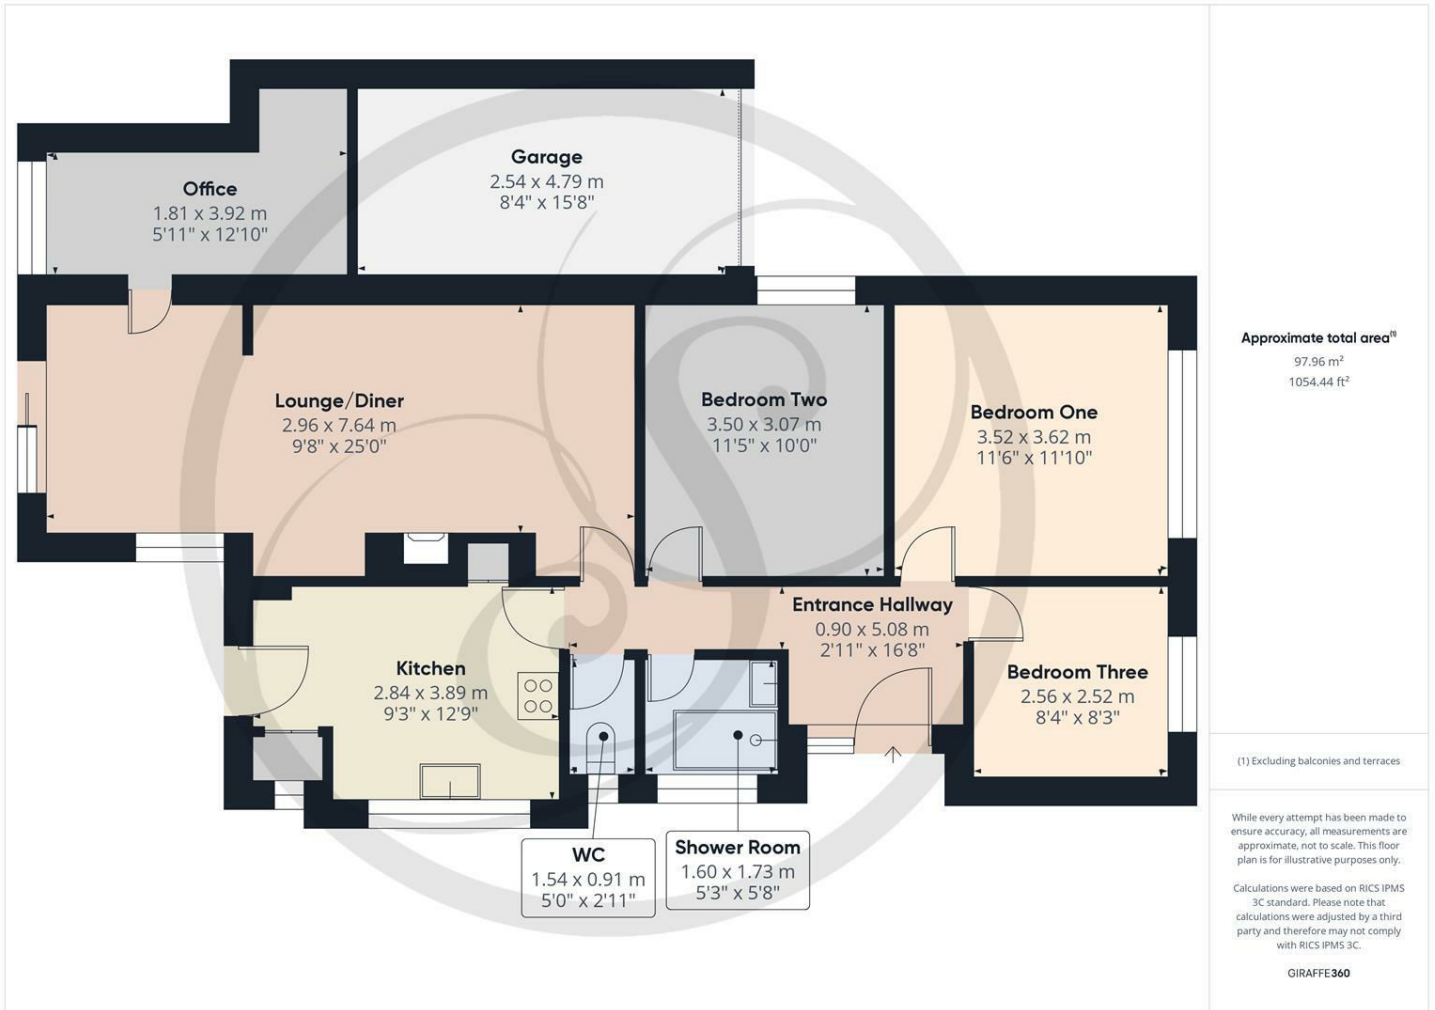 Garage
2.54 x 4.79 m
8'4" x 15'8"
Office
1.81 x 3.92 m
5'11" x 12'10"
Lounge/Diner
2.96 x 7.64 m
9'8" x 25'0"
Bedroom Two
3.50 x 3.07 m
11'5" x 10'0"
Bedroom One
3.52 x 3.62 m
11'6" x 11'10"
Entrance Hallway
0.90 x 5.08 m
2'11" x 16'8"
Kitchen
2.84 x 3.89 m
9'3" x 12'9"
Bedroom Three
2.56 x 2.52 m
8'4" x 8'3"
WC
1.54 x 0.91 m
5'0" x 2'11"
Shower Room
1.60 x 1.73 m
5'3" x 5'8"
Approximate total area(1)
97.96 m²
1054.44 ft²
(1) Excluding balconies and terraces
While every attempt has been made to
ensure accuracy, all measurements are
approximate, not to scale. This floor
plan is for illustrative purposes only.
Calculations were based on RICS IPMS
3C standard. Please note that
calculations were adjusted by a third
party and therefore may not comply
with RICS IPMS 3C.
GIRAFFE360